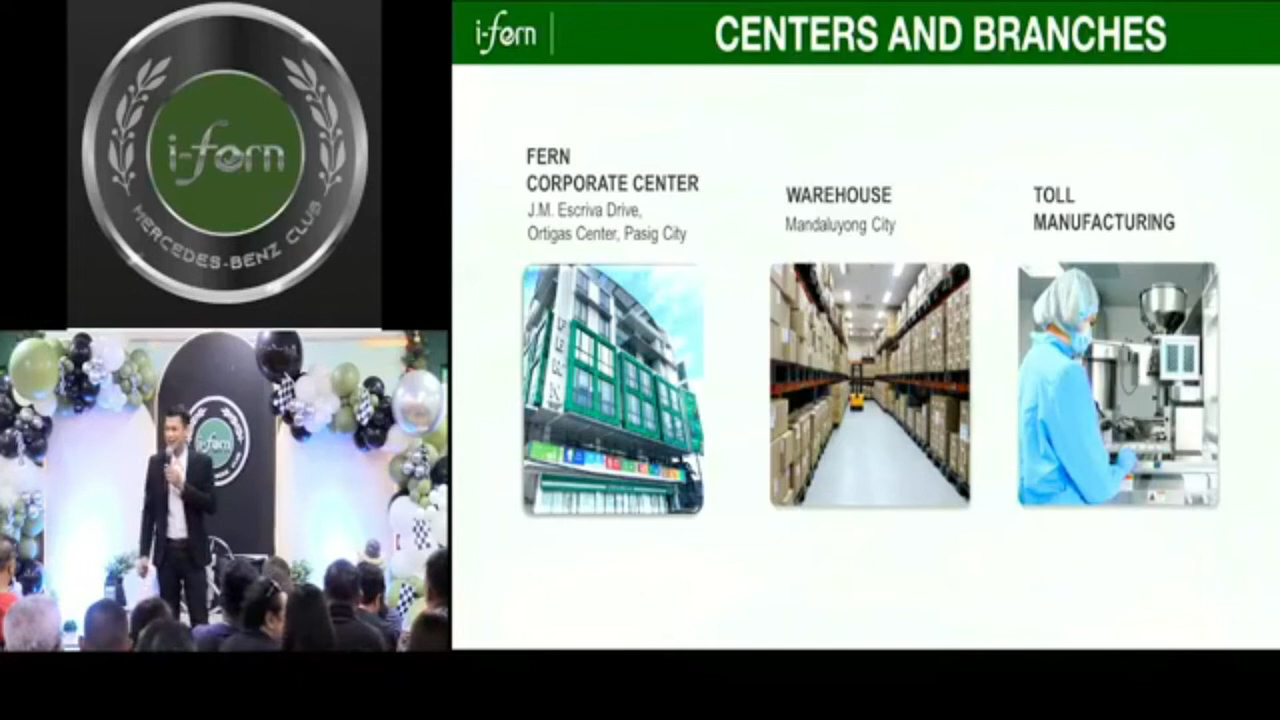 i-fern
MERCEDES-BENZ CLUB
i-fern
i-fern
CENTERS AND BRANCHES
FERN
CORPORATE CENTER
J.M. Escriva Drive,
Ortigas Center, Pasig City
WAREHOUSE
Mandaluyong City
TOLL
MANUFACTURING